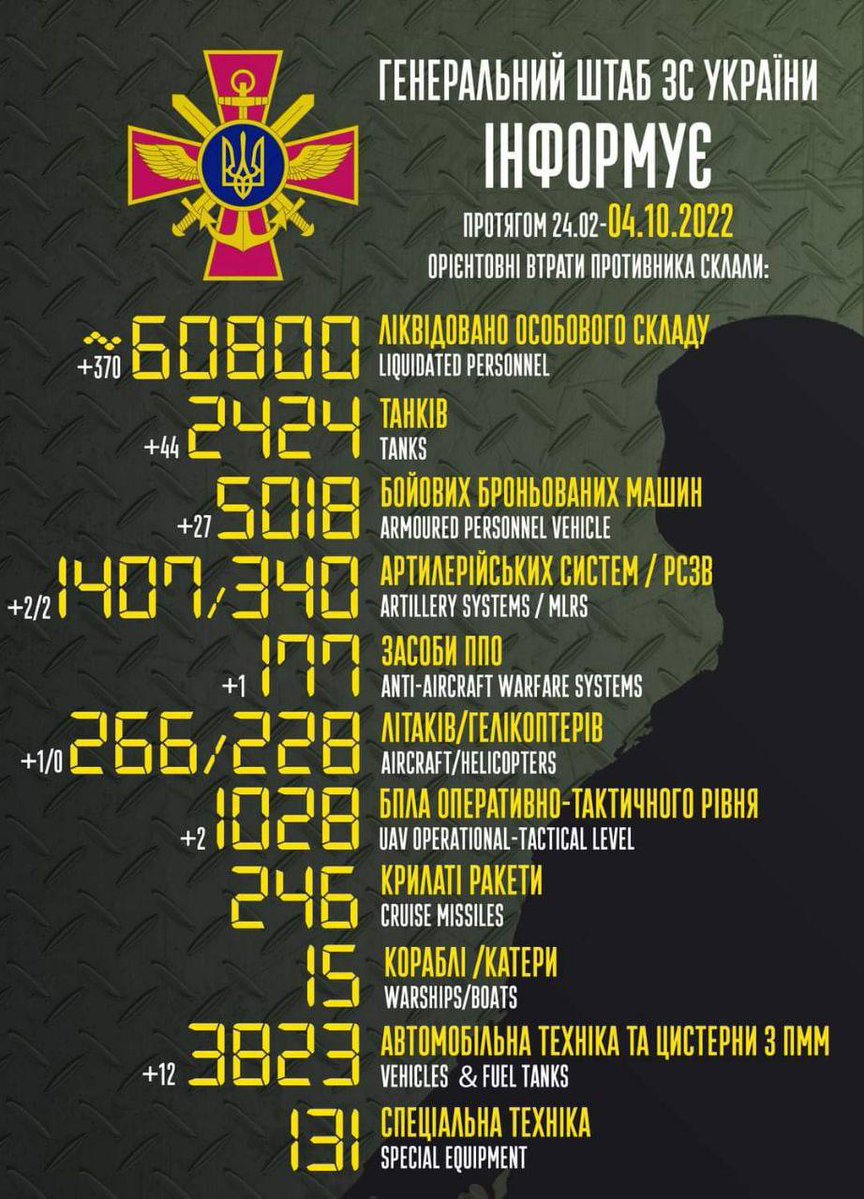 ГЕНЕРАЛЬНИЙ ШТАБ ЗС УКРАЇНИ
ІНФОРМУЄ
ПРОТЯГОМ 24.02-04.10.2022
ОРІЄНТОВНІ ВТРАТИ ПРОТИВНИКА СКЛАЛИ:
+370 ~60800 ЛІКВІДОВАНО ОСОБОВОГО СКЛАДУ
LIQUIDATED PERSONNEL
+44 2424 ТАНКІВ
TANKS
+27 5018 БОЙОВИХ БРОНЬОВАНИХ МАШИН
ARMOURED PERSONNEL VEHICLE
+2/2 1407/340 АРТИЛЕРІЙСЬКИХ СИСТЕМ / РСЗВ
ARTILLERY SYSTEMS / MLRS
+1 177 ЗАСОБИ ППО
ANTI-AIRCRAFT WARFARE SYSTEMS
+1/0 266/228 ЛІТАКІВ/ГЕЛІКОПТЕРІВ
AIRCRAFT/HELICOPTERS
+2 1028 БПЛА ОПЕРАТИВНО-ТАКТИЧНОГО РІВНЯ
UAV OPERATIONAL-TACTICAL LEVEL
246 КРИЛАТІ РАКЕТИ
CRUISE MISSILES
15 КОРАБЛІ /КАТЕРИ
WARSHIPS/BOATS
+12 3823 АВТОМОБІЛЬНА ТЕХНІКА ТА ЦИСТЕРНИ З ПММ
VEHICLES & FUEL TANKS
131 СПЕЦІАЛЬНА ТЕХНІКА
SPECIAL EQUIPMENT